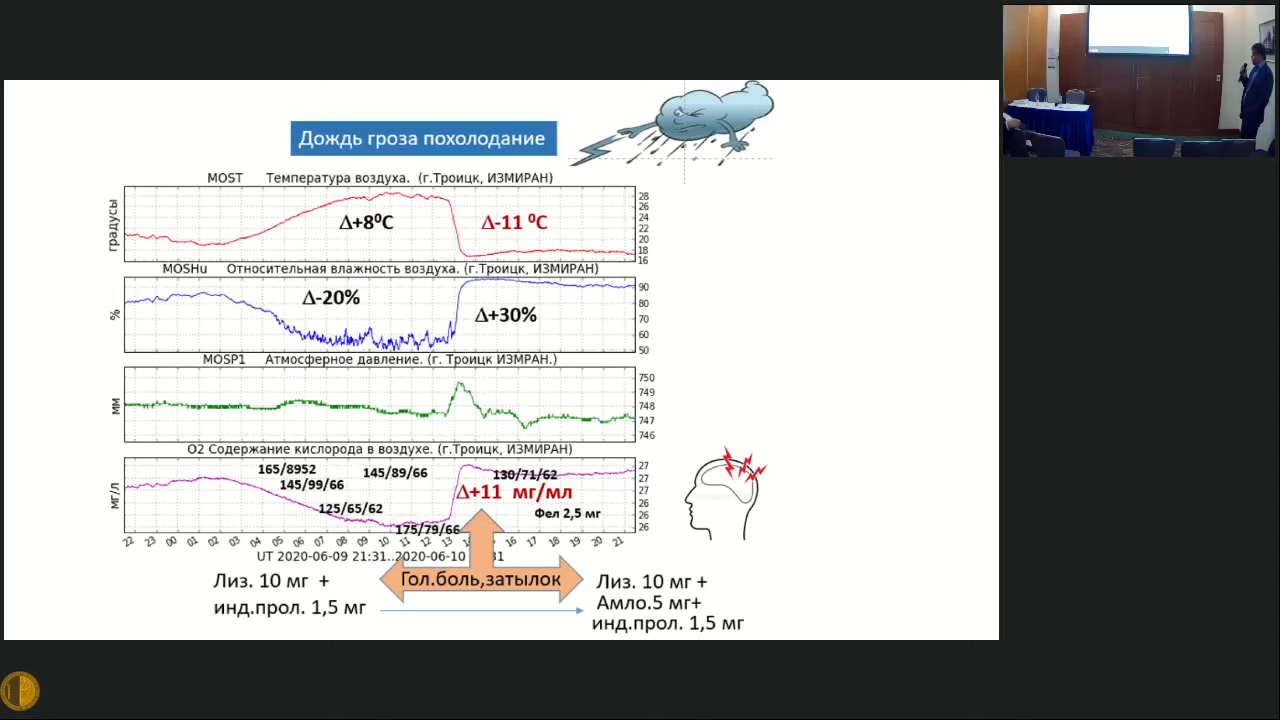 Дождь гроза похолодание
MOST Температура воздуха. (г.Троицк, ИЗМИРАН)
градусы
Δ+8⁰C
Δ-11 ⁰C
28
26
24
22
20
18
16
MOSHu Относительная влажность воздуха. (г.Троицк, ИЗМИРАН)
%
Δ-20%
Δ+30%
90
80
70
60
50
MOSP1 Атмосферное давление. (г. Троицк ИЗМИРАН.)
мм
750
749
748
747
746
O2 Содержание кислорода в воздухе. (г.Троицк, ИЗМИРАН)
мг/л
165/8952
145/99/66
145/89/66
125/65/62
175/79/66
130/71/62
Δ+11 мг/мл
Фел 2,5 мг
27
27
26
26
26
22 23 00 01 02 03 04 05 06 07 08 09 10 11 12 13 16 17 18 19 20 21
UT 2020-06-09 21:31..2020-06-10 31
Лиз. 10 мг +
инд.прол. 1,5 мг
Гол.боль,затылок
Лиз. 10 мг +
Амло.5 мг+
инд.прол. 1,5 мг